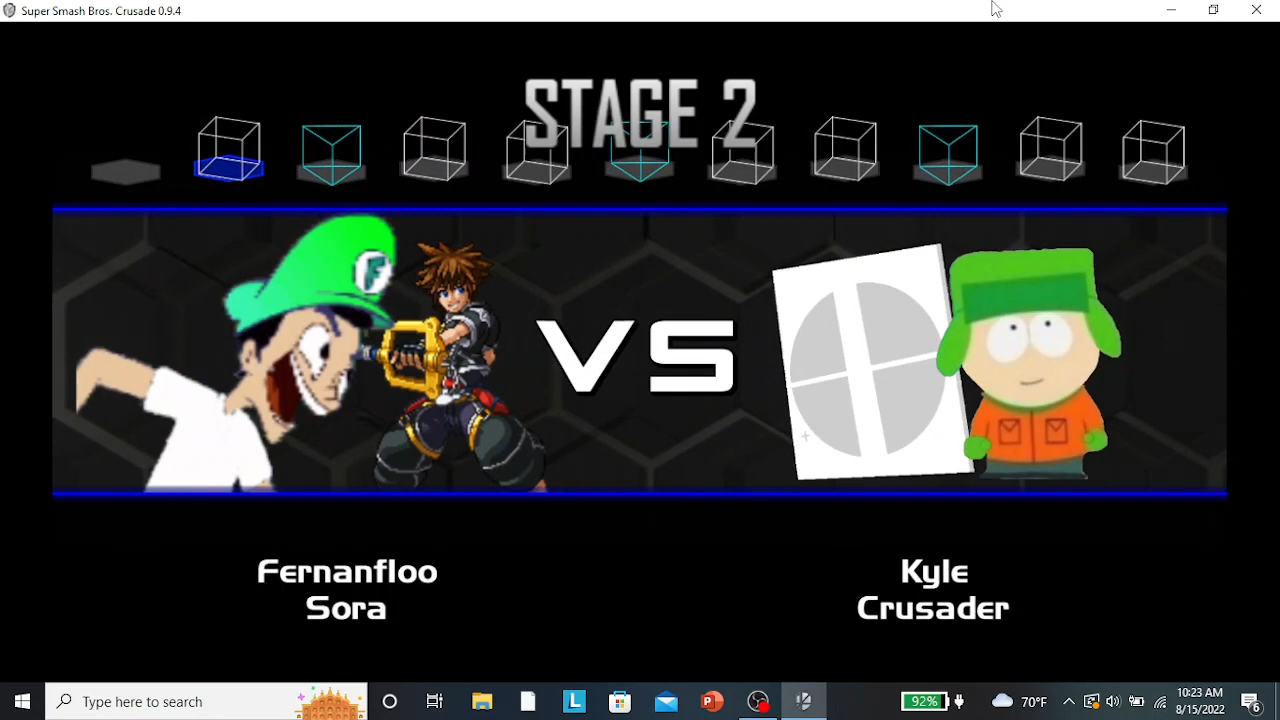 Super Smash Bros. Crusade 0.9.4
STAGE 2
F
VS
Fernanfloo
Sora
Kyle
Crusader
Type here to search
L
P
92%
70°F
10:23 AM
8/15/2022
6